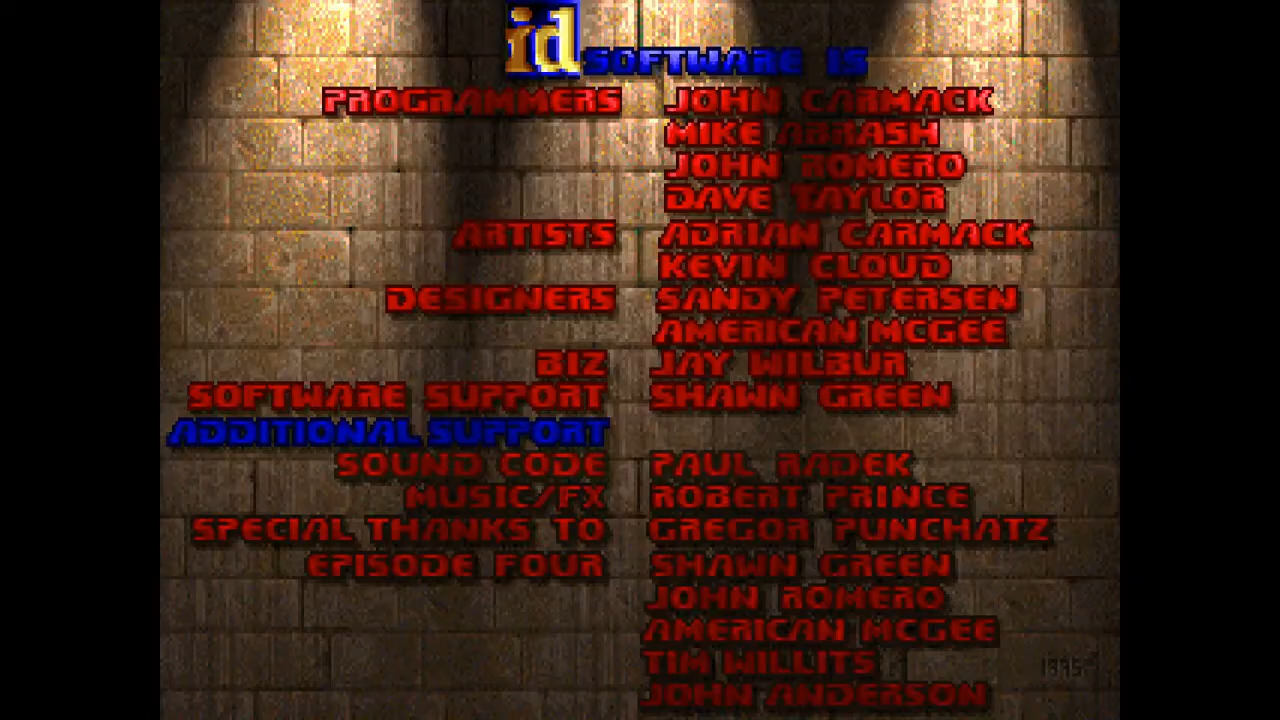 id SOFTWARE IS
PROGRAMMERS JOHN CARMACK
MIKE ABRASH
JOHN ROMERO
DAVE TAYLOR
ARTISTS ADRIAN CARMACK
KEVIN CLOUD
DESIGNERS SANDY PETERSEN
AMERICAN MCGEE
BIZ JAY WILBUR
SOFTWARE SUPPORT SHAWN GREEN
ADDITIONAL SUPPORT
SOUND CODE PAUL RADEK
MUSIC/FX ROBERT PRINCE
SPECIAL THANKS TO GREGOR PUNCHATZ
EPISODE FOUR SHAWN GREEN
JOHN ROMERO
AMERICAN MCGEE
TIM WILLITS
JOHN ANDERSON